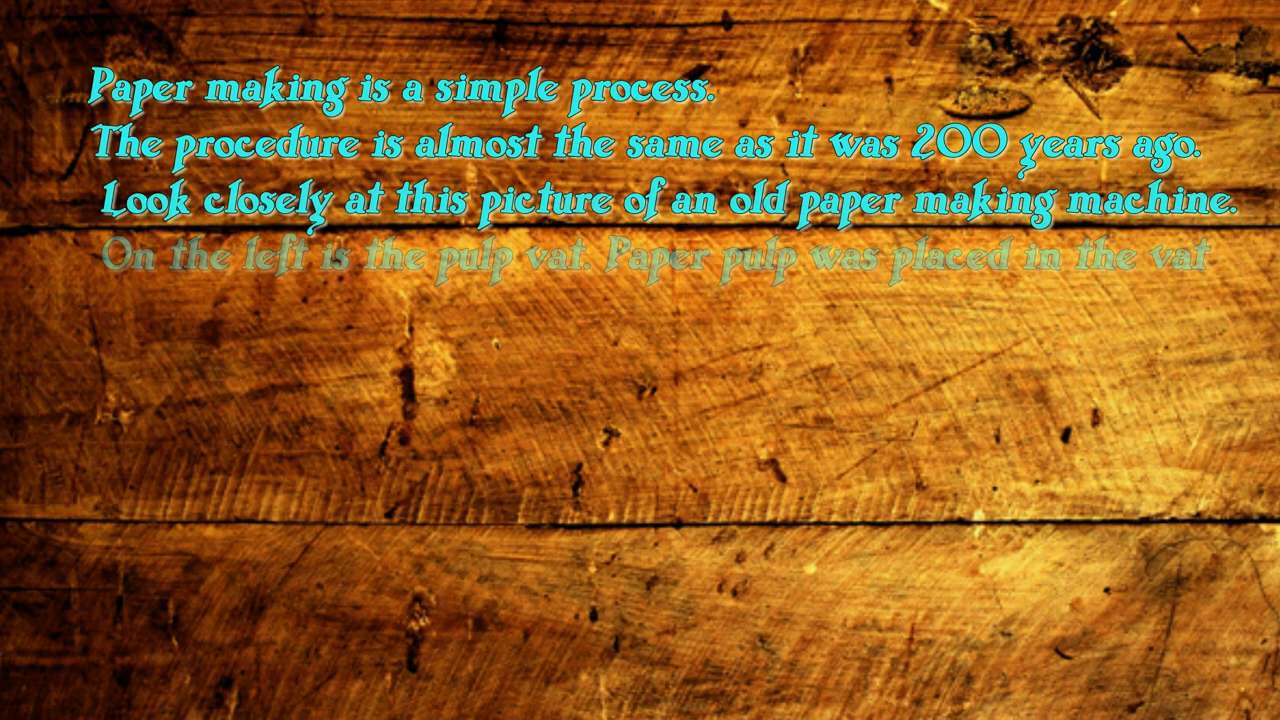 Paper making is a simple process.
The procedure is almost the same as it was 200 years ago.
Look closely at this picture of an old paper making machine.
On the left is the pulp vat. Paper pulp was placed in the vat